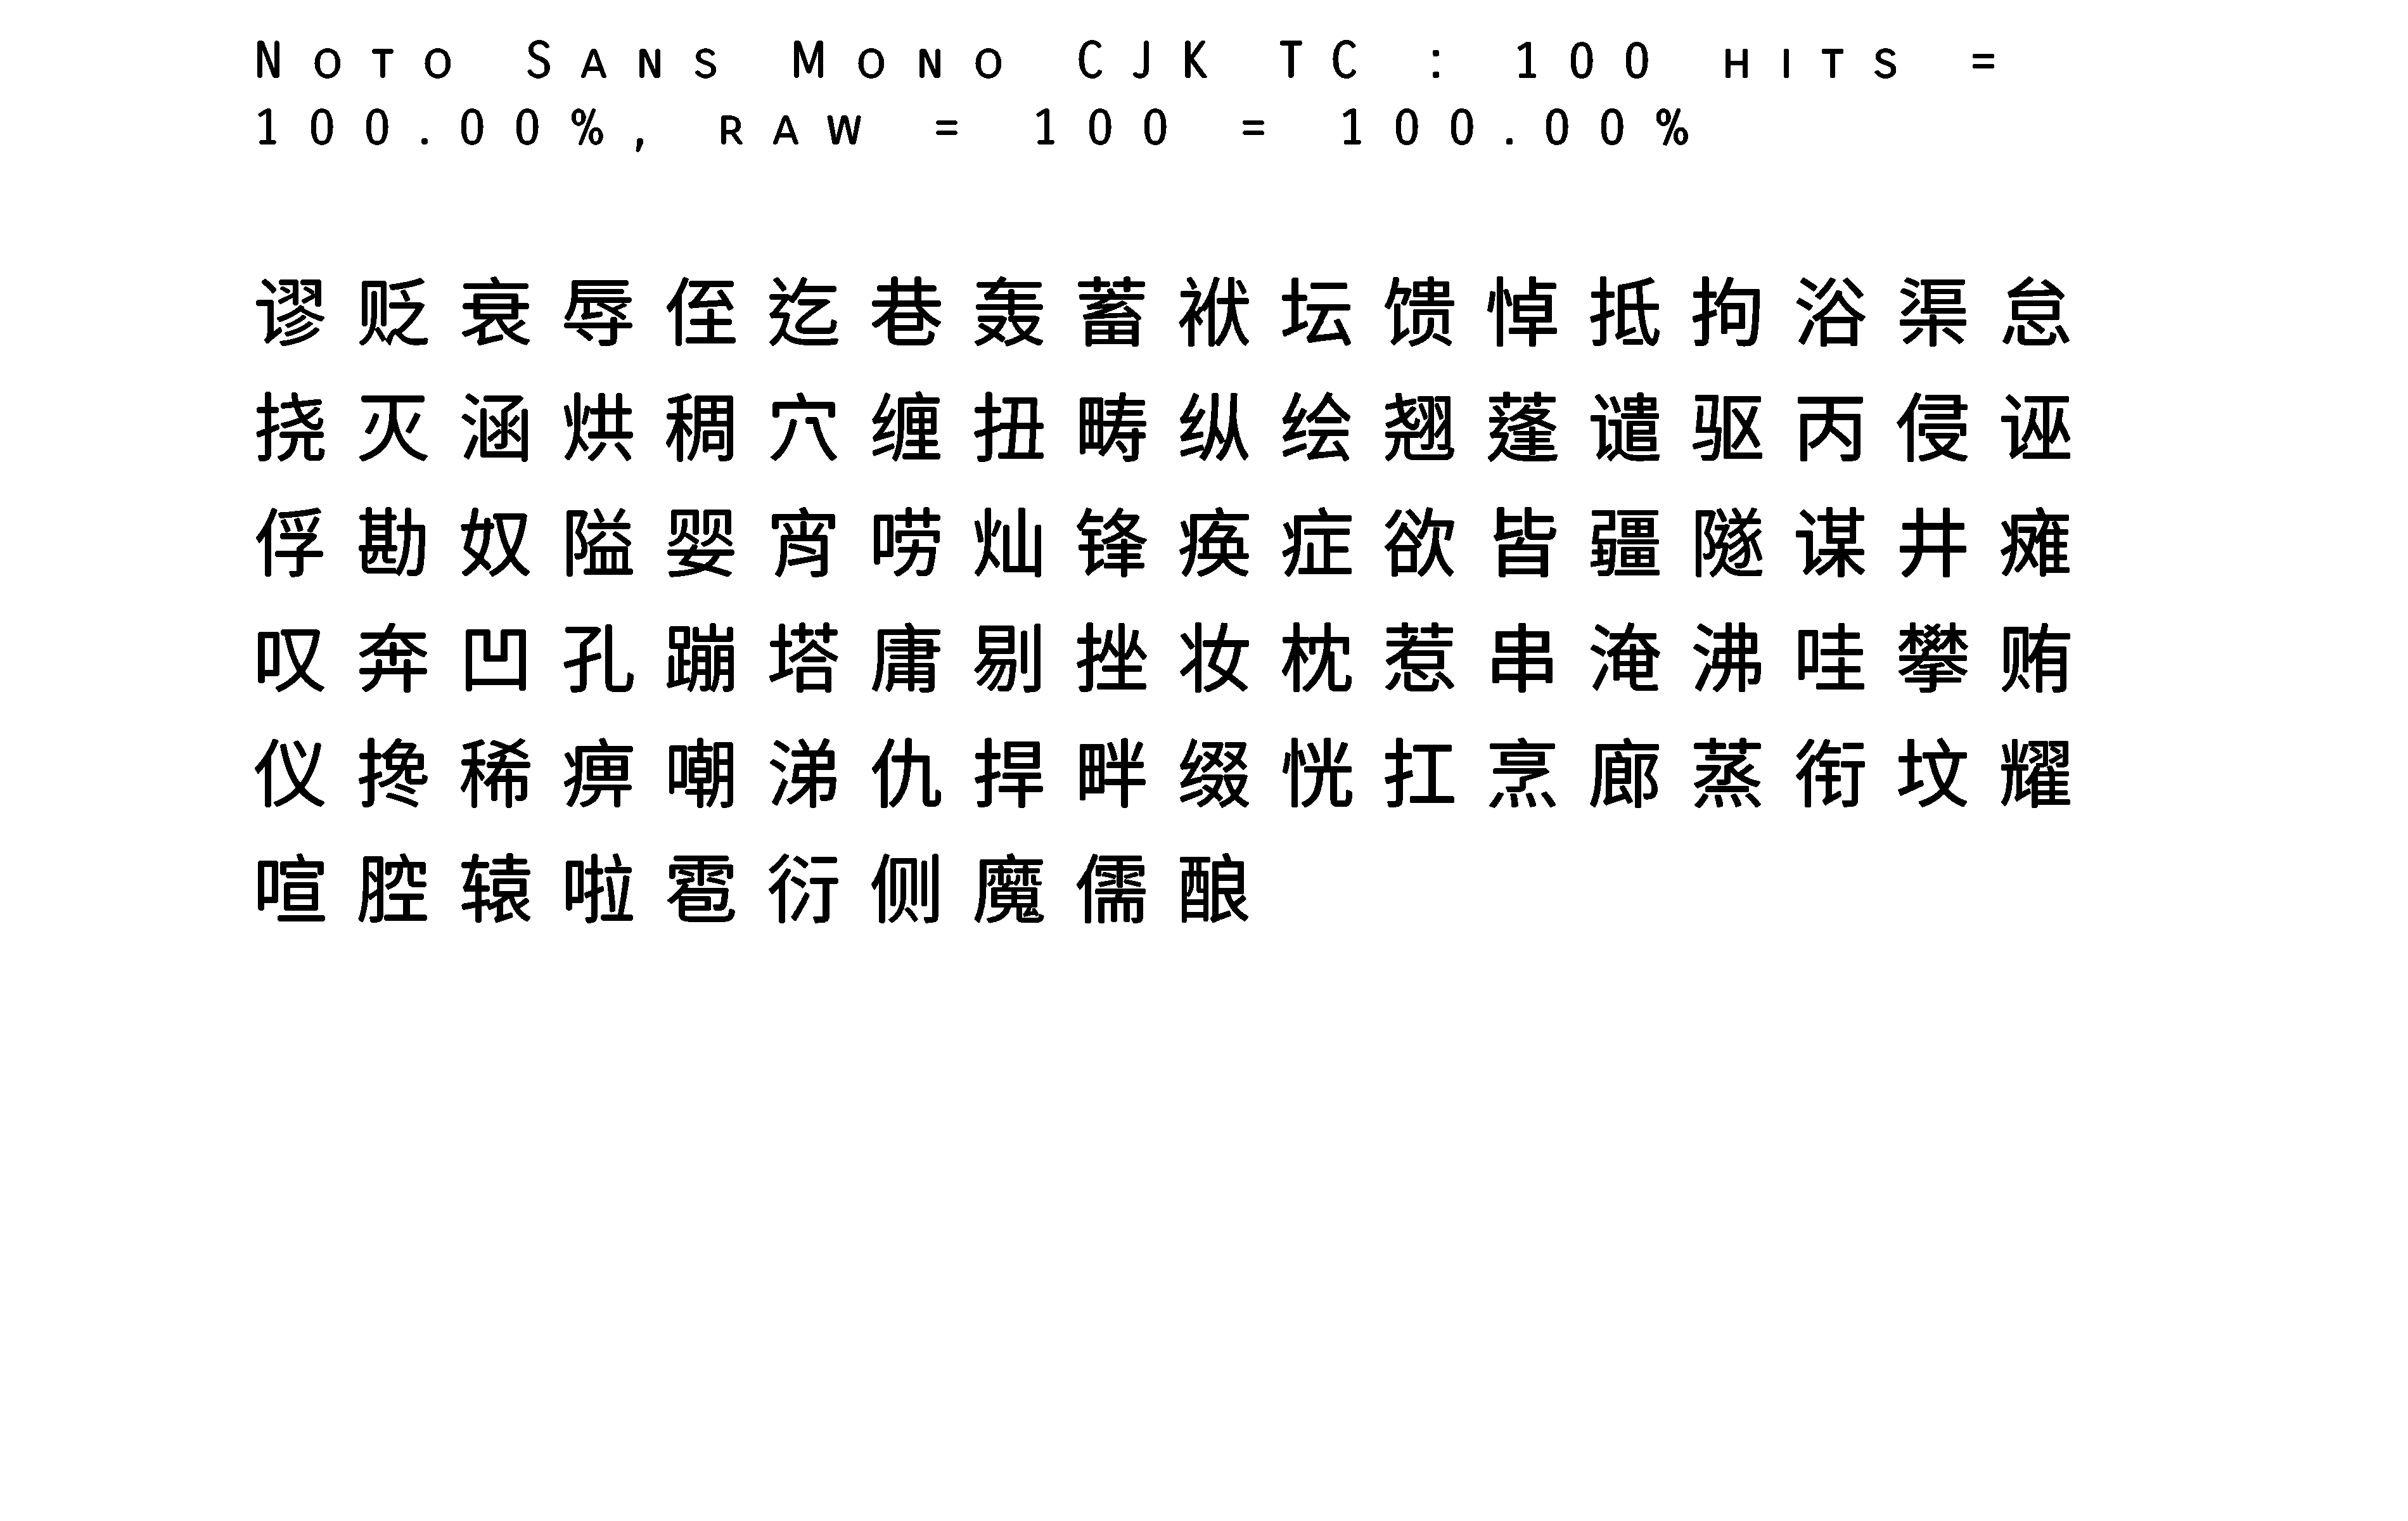 Noto Sans Mono CJK TC : 100 hits =
100.00%, raw = 100 = 100.00%
谬贬衰辱侄迄巷轰蓄袱坛馈悼抵拘浴渠怠
挠灭涵烘稠穴缠扭畴纵绘翘蓬谴驱丙侵诬
俘勘奴隘婴宵唠灿锋痪症欲皆疆隧谋井瘫
叹奔凹孔蹦塔庸剔挫妆枕惹串淹沸哇攀贿
仪搀稀痹嘲涕仇捍畔缀恍扛烹廊蒸衔坟耀
喧腔辕啦雹衍侧魔儒酿